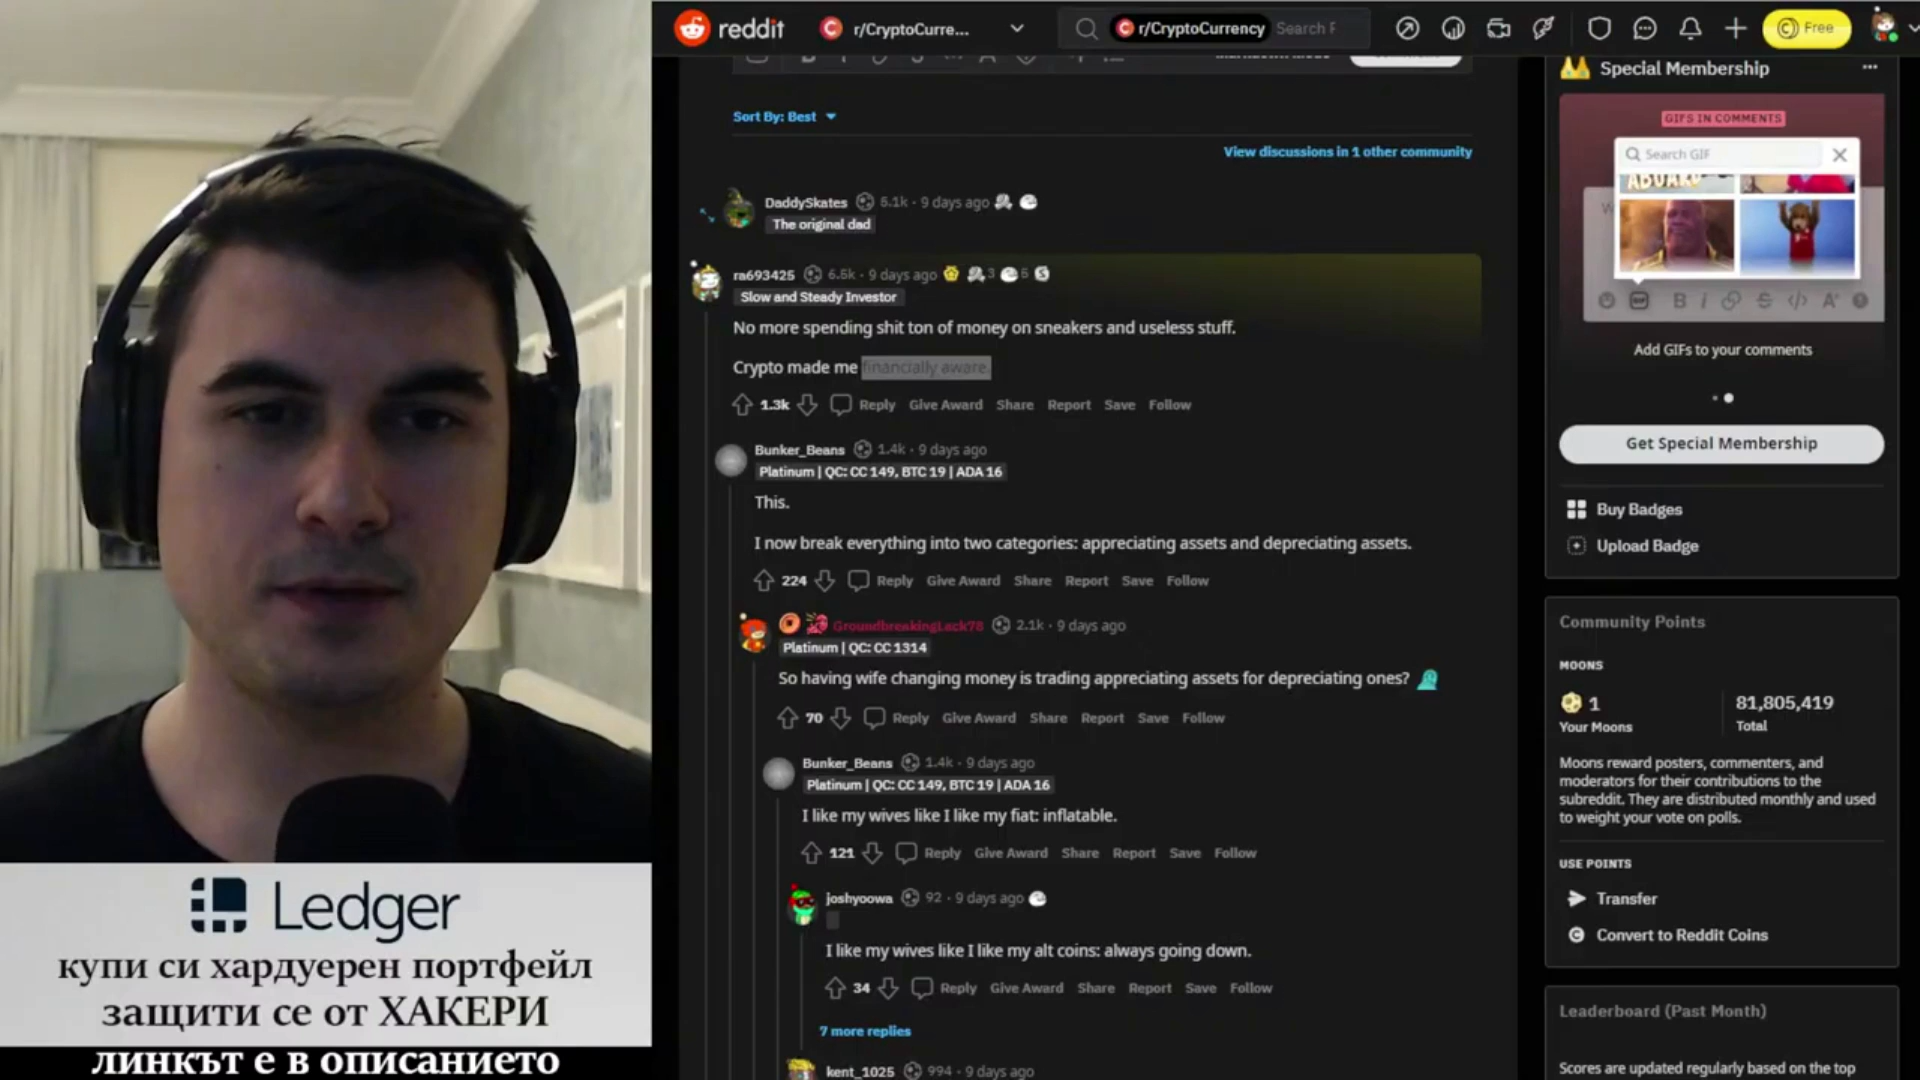 reddit
r/CryptoCurre...
r/CryptoCurrency
Free
Sort By: Best
View discussions in 1 other community
DaddySkates
9 days ago
The original dad
ra693425 6.5k · 9 days ago 3 5
Slow and Steady Investor
No more spending shit ton of money on sneakers and useless stuff.
Crypto made me financially aware.
1.3k Reply Give Award Share Report Save Follow
Bunker_Beans 1.4k · 9 days ago
Platinum | QC: CC 149, BTC 19 | ADA 16
This.
I now break everything into two categories: appreciating assets and depreciating assets.
224 Reply Give Award Share Report Save Follow
GroundbreakingLack78 2.1k · 9 days ago
Platinum | QC: CC 1314
So having wife changing money is trading appreciating assets for depreciating ones?
70 Reply Give Award Share Report Save Follow
Bunker_Beans 1.4k · 9 days ago
Platinum | QC: CC 149, BTC 19 | ADA 16
I like my wives like I like my fiat: inflatable.
121 Reply Give Award Share Report Save Follow
joshyoowa 92 · 9 days ago
I like my wives like I like my alt coins: always going down.
34 Reply Give Award Share Report Save Follow
7 more replies
kent_1025 994 · 9 days ago
Special Membership
GIFS IN COMMENTS
Search GIF
ABOARD
Add GIFs to your comments
Get Special Membership
Buy Badges
Upload Badge
Community Points
MOONS
1
Your Moons
81,805,419
Total
Moons reward posters, commenters, and
moderators for their contributions to the
subreddit. They are distributed monthly and used
to weight your vote on polls.
USE POINTS
Transfer
Convert to Reddit Coins
Leaderboard (Past Month)
Scores are updated regularly based on the top
Ledger
купи си хардуерен портфейл
защити се от ХАКЕРИ
линкът е в описанието